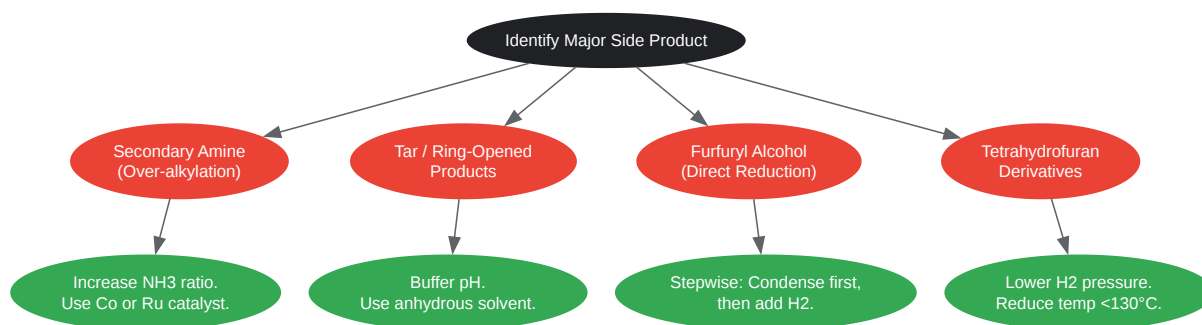 Identify Major Side Product
Secondary Amine
(Over-alkylation)
Tar / Ring-Opened
Products
Furfuryl Alcohol
(Direct Reduction)
Tetrahydrofuran
Derivatives
Increase NH3 ratio.
Use Co or Ru catalyst.
Buffer pH.
Use anhydrous solvent.
Stepwise: Condense first,
then add H2.
Lower H2 pressure.
Reduce temp <130°C.